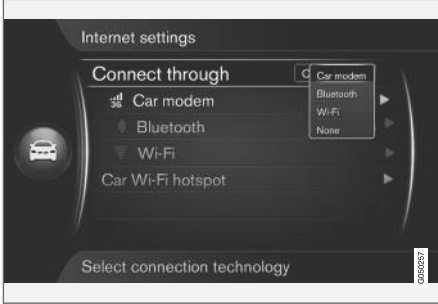 Internet settings
Connect through
Car modem
Bluetooth
Wi-Fi
None
3G Car modem
Bluetooth
Wi-Fi
Car Wi-Fi hotspot
Select connection technology
G050257